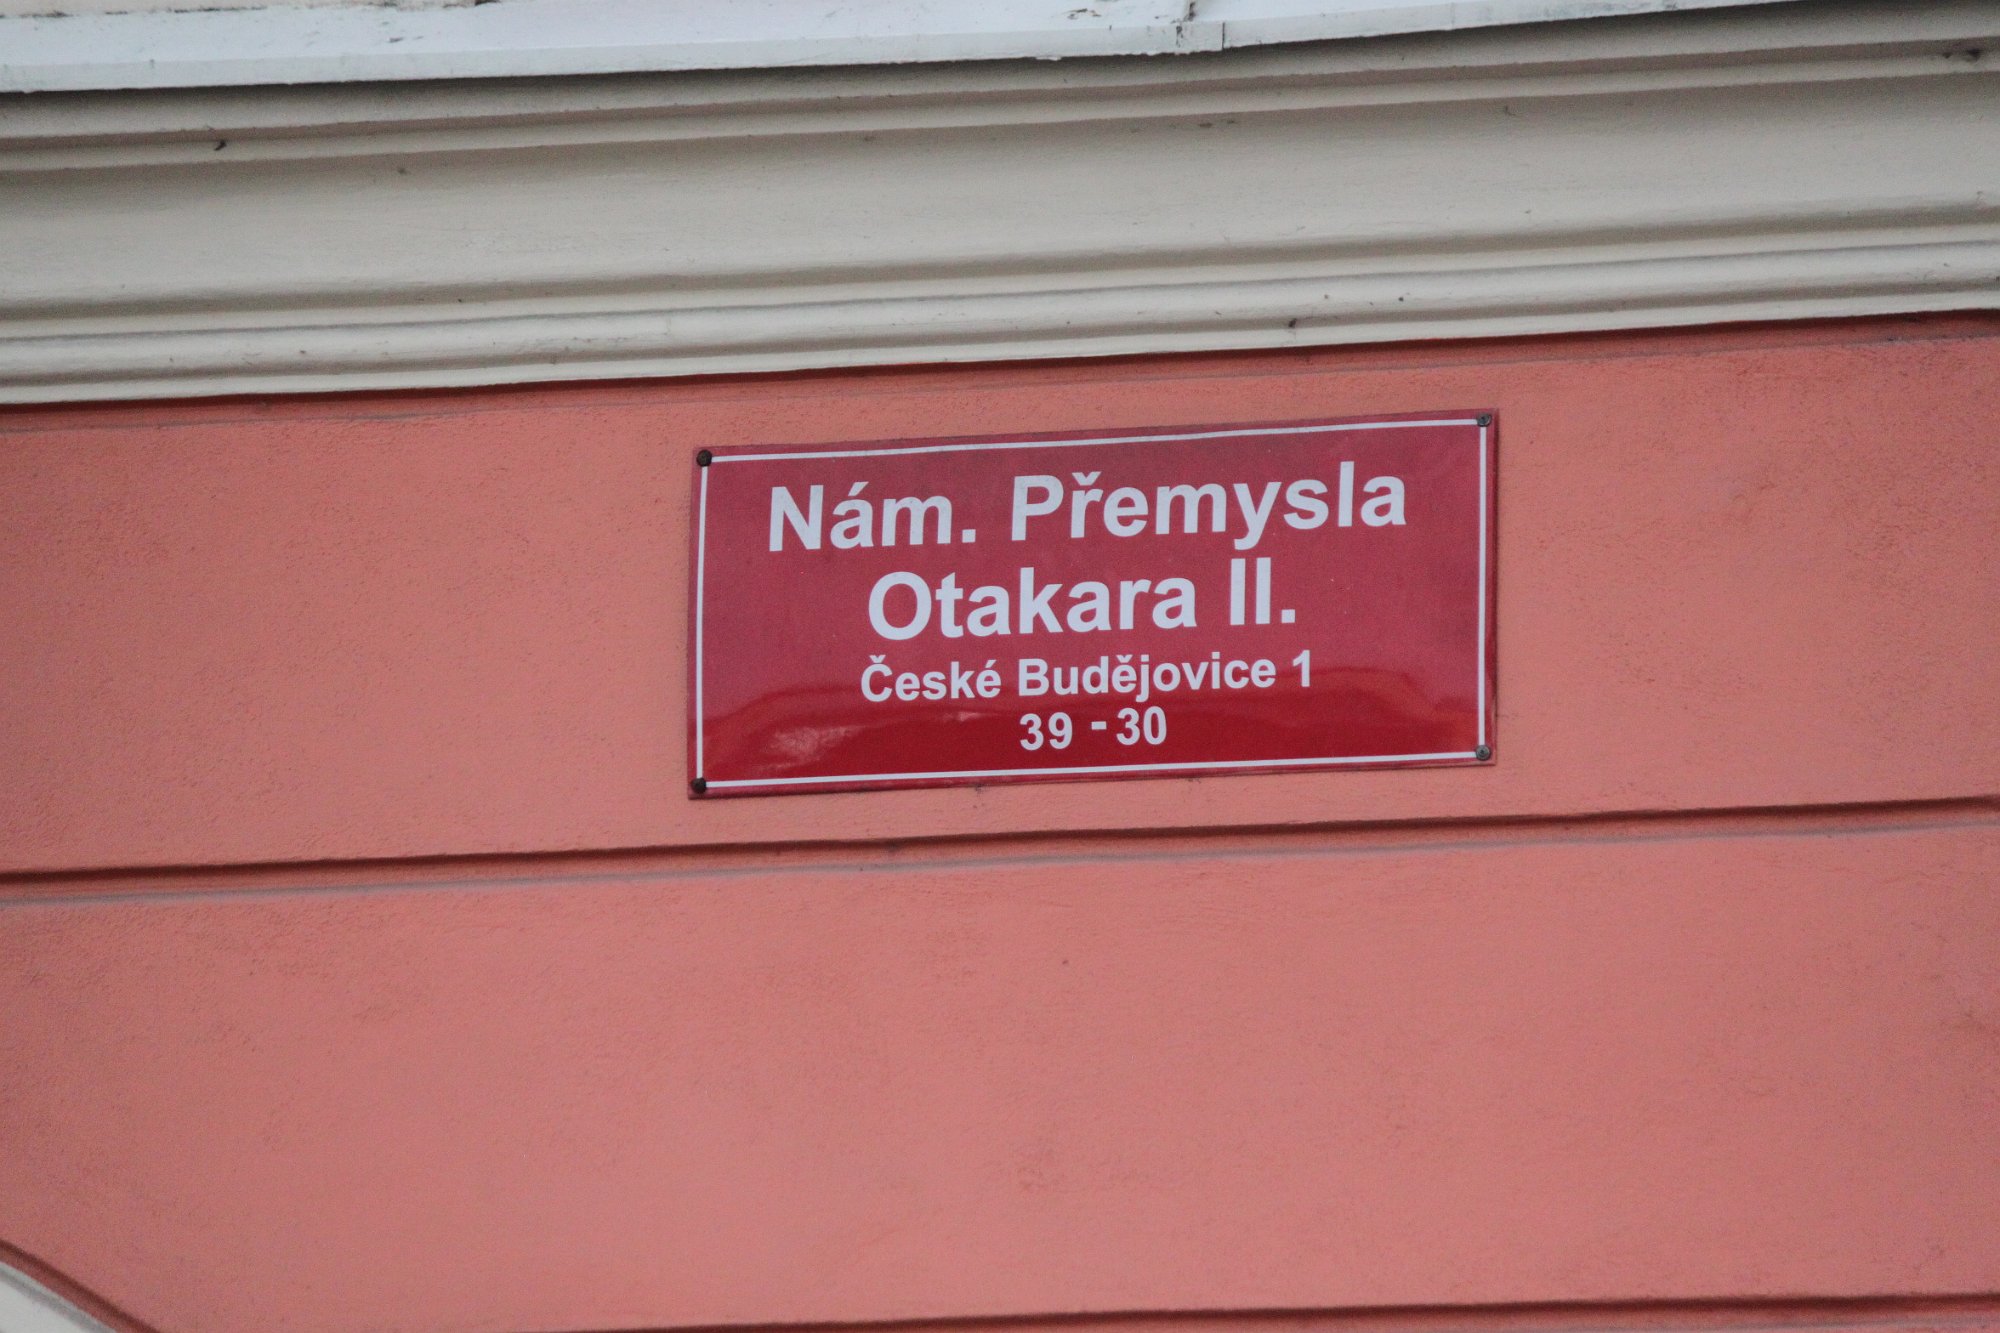 Nám. Přemysla
Otakara II.
České Budějovice 1
39 - 30